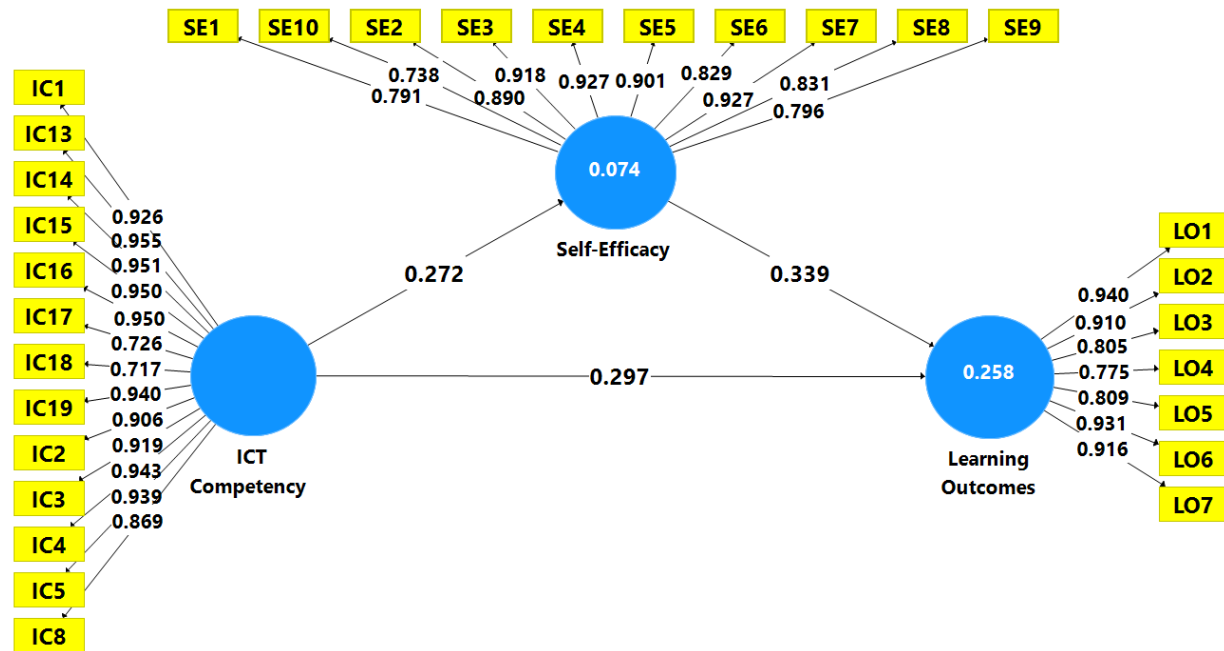 SE1 SE10 SE2 SE3 SE4 SE5 SE6 SE7 SE8 SE9
0.791 0.738 0.890 0.918 0.927 0.901 0.829 0.927 0.831 0.796
0.074
Self-Efficacy
IC1
IC13
IC14
IC15
IC16
IC17
IC18
IC19
IC2
IC3
IC4
IC5
IC8
0.926
0.955
0.951
0.950
0.950
0.726
0.717
0.940
0.906
0.919
0.943
0.939
0.869
ICT
Competency
0.272
0.339
0.297
0.258
Learning
Outcomes
0.940
0.910
0.805
0.775
0.809
0.931
0.916
LO1
LO2
LO3
LO4
LO5
LO6
LO7